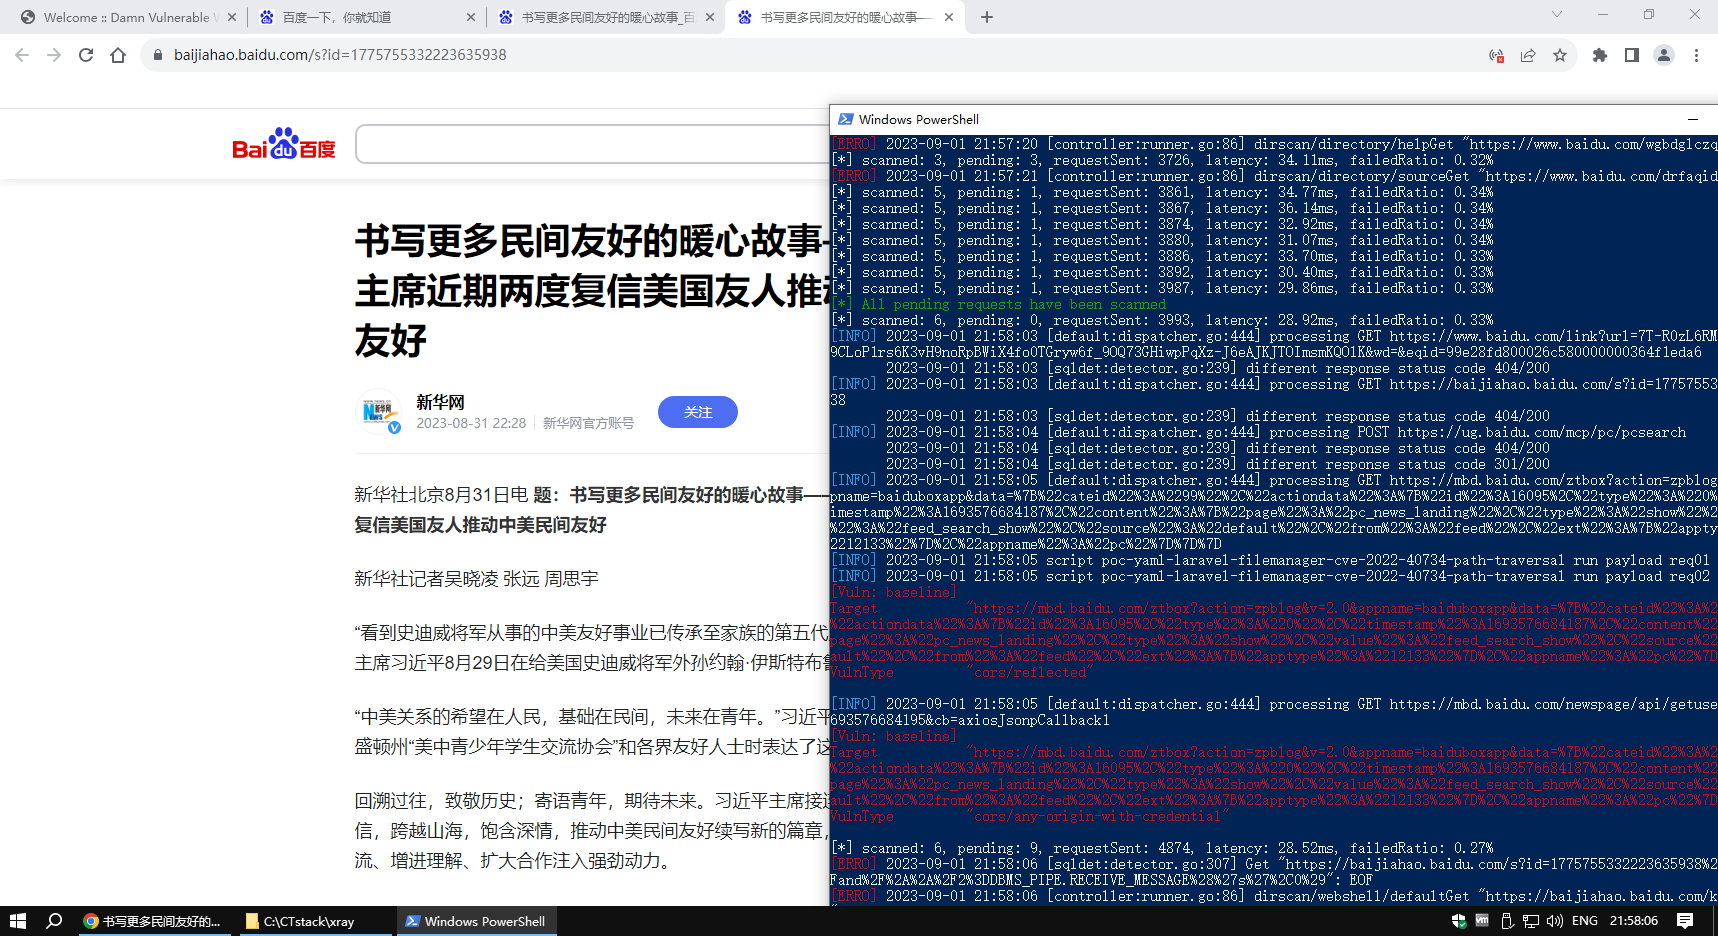 Welcome :: Damn Vulnerable
百度一下，你就知道
书写更多民间友好的暖心故事_百
书写更多民间友好的暖心故事—
baijiahao.baidu.com/s?id=1775755332223635938
Bai du 百度
书写更多民间友好的暖心故事
主席近期两度复信美国友人推
友好
新华网
2023-08-31 22:28
新华网官方账号
关注
新华社北京8月31日电 题：书写更多民间友好的暖心故事—
复信美国友人推动中美民间友好
新华社记者吴晓凌 张远 周思宇
“看到史迪威将军从事的中美友好事业已传承至家族的第五代
主席习近平8月29日在给美国史迪威将军外孙约翰·伊斯特布
“中美关系的希望在人民，基础在民间，未来在青年。”习近平
盛顿州“美中青少年学生交流协会”和各界友好人士时表达了这
回溯过往，致敬历史；寄语青年，期待未来。习近平主席接连
信，跨越山海，饱含深情，推动中美民间友好续写新的篇章，
流、增进理解、扩大合作注入强劲动力。
Windows PowerShell
[ERRO] 2023-09-01 21:57:20 [controller:runner.go:86] dirscan/directory/helpGet "https://www.baidu.com/wgbdglczq
[*] scanned: 3, pending: 3, requestSent: 3726, latency: 34.11ms, failedRatio: 0.32%
[ERRO] 2023-09-01 21:57:21 [controller:runner.go:86] dirscan/directory/sourceGet "https://www.baidu.com/drfaqid
[*] scanned: 5, pending: 1, requestSent: 3861, latency: 34.77ms, failedRatio: 0.34%
[*] scanned: 5, pending: 1, requestSent: 3867, latency: 36.14ms, failedRatio: 0.34%
[*] scanned: 5, pending: 1, requestSent: 3874, latency: 32.92ms, failedRatio: 0.34%
[*] scanned: 5, pending: 1, requestSent: 3880, latency: 31.07ms, failedRatio: 0.34%
[*] scanned: 5, pending: 1, requestSent: 3886, latency: 33.70ms, failedRatio: 0.33%
[*] scanned: 5, pending: 1, requestSent: 3892, latency: 30.40ms, failedRatio: 0.33%
[*] scanned: 5, pending: 1, requestSent: 3987, latency: 29.86ms, failedRatio: 0.33%
[*] All pending requests have been scanned
[*] scanned: 6, pending: 0, requestSent: 3993, latency: 28.92ms, failedRatio: 0.33%
[INFO] 2023-09-01 21:58:03 [default:dispatcher.go:444] processing GET https://www.baidu.com/link?url=7T-R0zL6RM
9CLoP1rs6K3vH9noRpBWiX4fo0TGryw6f_9OQ73GHiwpPqXz-J6eAJKJTOImsmKQO1K&wd=&eqid=99e28fd800026c580000000364f1eda6
2023-09-01 21:58:03 [sqldet:detector.go:239] different response status code 404/200
[INFO] 2023-09-01 21:58:03 [default:dispatcher.go:444] processing GET https://baijiahao.baidu.com/s?id=17757553
38
2023-09-01 21:58:03 [sqldet:detector.go:239] different response status code 404/200
[INFO] 2023-09-01 21:58:04 [default:dispatcher.go:444] processing POST https://ug.baidu.com/mcp/pc/pcsearch
2023-09-01 21:58:04 [sqldet:detector.go:239] different response status code 404/200
2023-09-01 21:58:04 [sqldet:detector.go:239] different response status code 301/200
[INFO] 2023-09-01 21:58:05 [default:dispatcher.go:444] processing GET https://mbd.baidu.com/ztbox?action=zpblog
pname=baiduboxapp&data=%7B%22cateid%22%3A%2299%22%2C%22actiondata%22%3A%7B%22id%22%3A16095%2C%22type%22%3A%220%
imestamp%22%3A1693576684187%2C%22content%22%3A%7B%22page%22%3A%22pc_news_landing%22%2C%22type%22%3A%22show%22%2
%22%3A%22feed_search_show%22%2C%22source%22%3A%22default%22%2C%22from%22%3A%22feed%22%2C%22ext%22%3A%7B%22appty
2212133%22%7D%2C%22appname%22%3A%22pc%22%7D%7D%7D
[INFO] 2023-09-01 21:58:05 script poc-yaml-laravel-filemanager-cve-2022-40734-path-traversal run payload req01
[INFO] 2023-09-01 21:58:05 script poc-yaml-laravel-filemanager-cve-2022-40734-path-traversal run payload req02
[Vuln: baseline]
Target "https://mbd.baidu.com/ztbox?action=zpblog&v=2.0&appname=baiduboxapp&data=%7B%22cateid%22%3A%2
%22actiondata%22%3A%7B%22id%22%3A16095%2C%22type%22%3A%220%22%2C%22timestamp%22%3A1693576684187%2C%22content%22
page%22%3A%22pc_news_landing%22%2C%22type%22%3A%22show%22%2C%22value%22%3A%22feed_search_show%22%2C%22source%22
ault%22%2C%22from%22%3A%22feed%22%2C%22ext%22%3A%7B%22apptype%22%3A%2212133%22%7D%2C%22appname%22%3A%22pc%22%7D
VulnType "cors/reflected"
[INFO] 2023-09-01 21:58:05 [default:dispatcher.go:444] processing GET https://mbd.baidu.com/newspage/api/getuse
693576684195&cb=axiosJsonpCallback1
[Vuln: baseline]
Target "https://mbd.baidu.com/ztbox?action=zpblog&v=2.0&appname=baiduboxapp&data=%7B%22cateid%22%3A%2
%22actiondata%22%3A%7B%22id%22%3A16095%2C%22type%22%3A%220%22%2C%22timestamp%22%3A1693576684187%2C%22content%22
page%22%3A%22pc_news_landing%22%2C%22type%22%3A%22show%22%2C%22value%22%3A%22feed_search_show%22%2C%22source%22
ault%22%2C%22from%22%3A%22feed%22%2C%22ext%22%3A%7B%22apptype%22%3A%2212133%22%7D%2C%22appname%22%3A%22pc%22%7D
VulnType "cors/any-origin-with-credential"
[*] scanned: 6, pending: 9, requestSent: 4874, latency: 28.52ms, failedRatio: 0.27%
[ERRO] 2023-09-01 21:58:06 [sqldet:detector.go:307] Get "https://baijiahao.baidu.com/s?id=1775755332223635938%2
Fand%2F%2A%2A%2F2%3DDBMS_PIPE.RECEIVE_MESSAGE%28%27s%27%2C0%29": EOF
[ERRO] 2023-09-01 21:58:06 [controller:runner.go:86] dirscan/webshell/defaultGet "https://baijiahao.baidu.com/k
书写更多民间友好的...
C:\CTstack\xray
Windows PowerShell
ENG
21:58:06